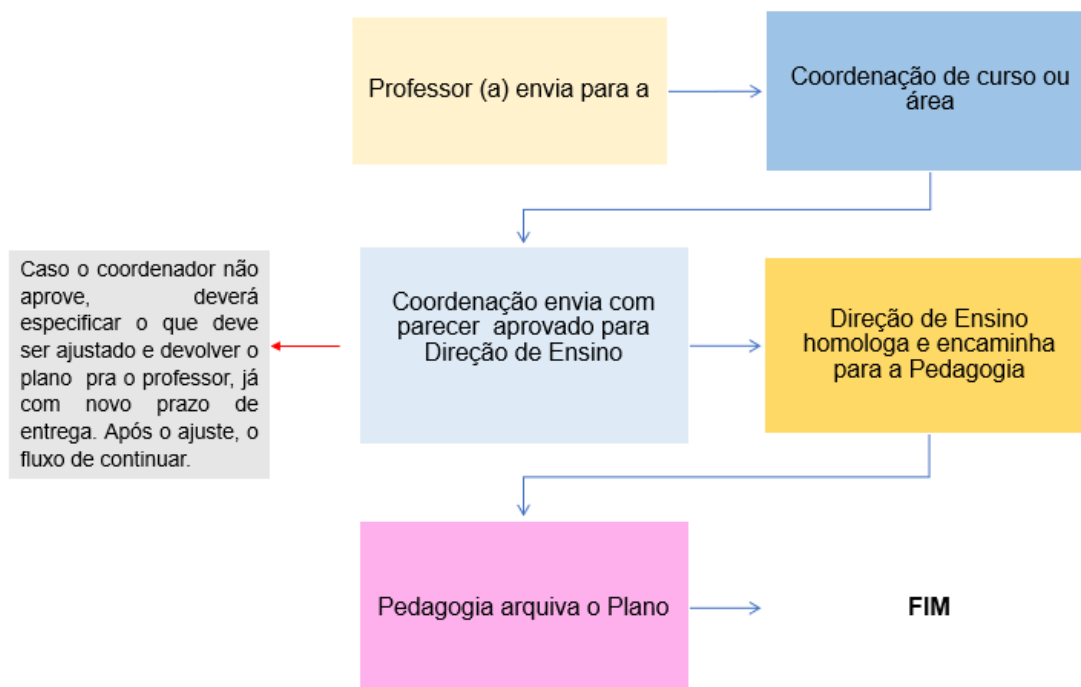 Professor (a) envia para a
Coordenação de curso ou
área
Caso o coordenador não
aprove, deverá
especificar o que deve
ser ajustado e devolver o
plano pra o professor, já
com novo prazo de
entrega. Após o ajuste, o
fluxo de continuar.
Coordenação envia com
parecer aprovado para
Direção de Ensino
Direção de Ensino
homologa e encaminha
para a Pedagogia
Pedagogia arquiva o Plano
FIM